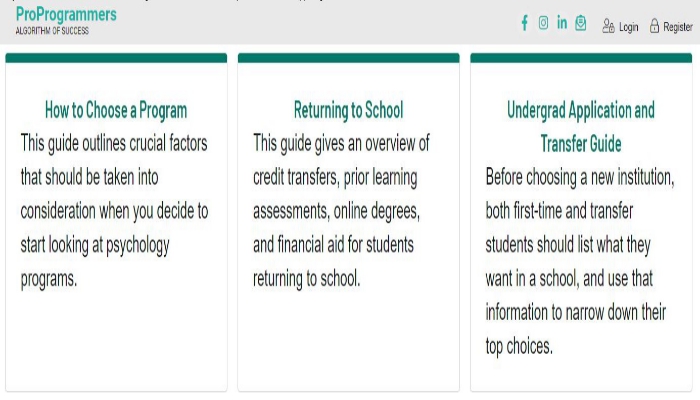 ProProgrammers
ALGORITHM OF SUCCESS
Login
Register
How to Choose a Program
This guide outlines crucial factors
that should be taken into
consideration when you decide to
start looking at psychology
programs.
Returning to School
This guide gives an overview of
credit transfers, prior learning
assessments, online degrees,
and financial aid for students
returning to school.
Undergrad Application and
Transfer Guide
Before choosing a new institution,
both first-time and transfer
students should list what they
want in a school, and use that
information to narrow down their
top choices.